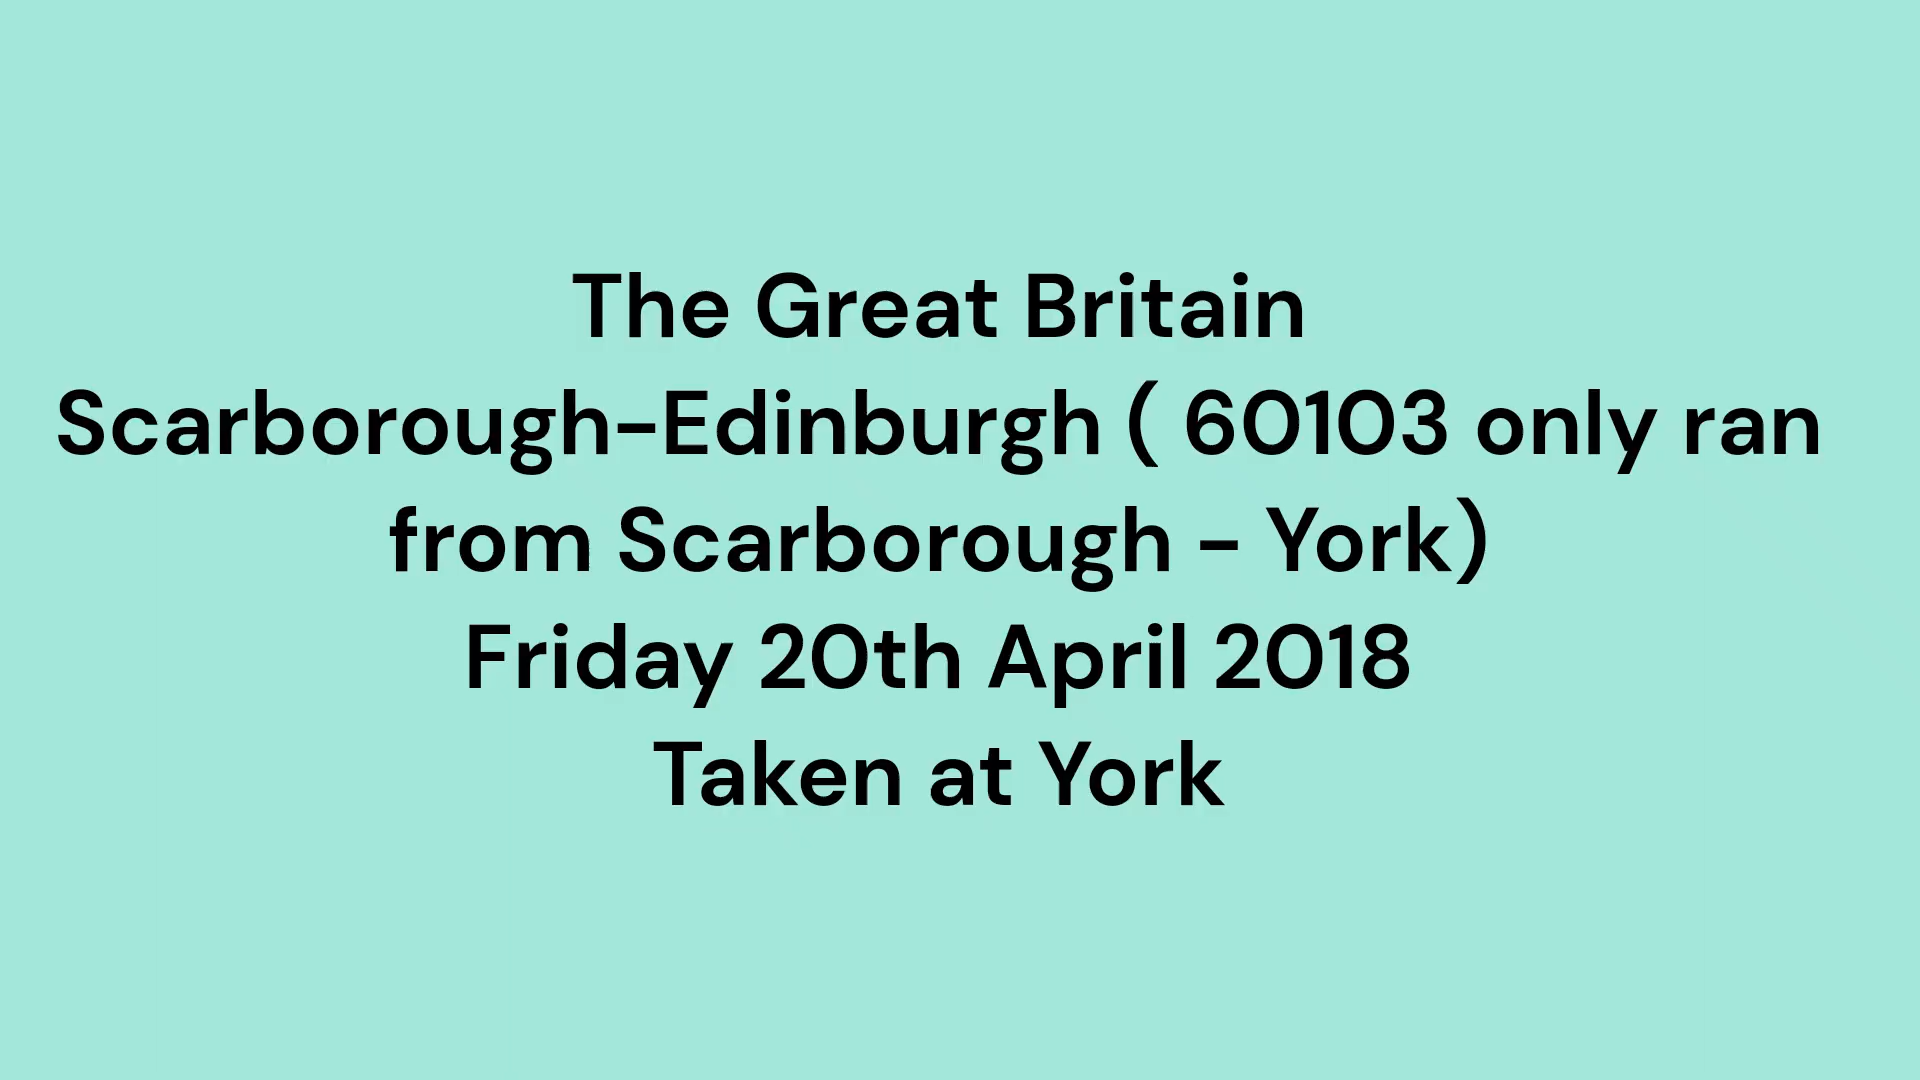 The Great Britain
Scarborough-Edinburgh ( 60103 only ran
from Scarborough - York)
Friday 20th April 2018
Taken at York